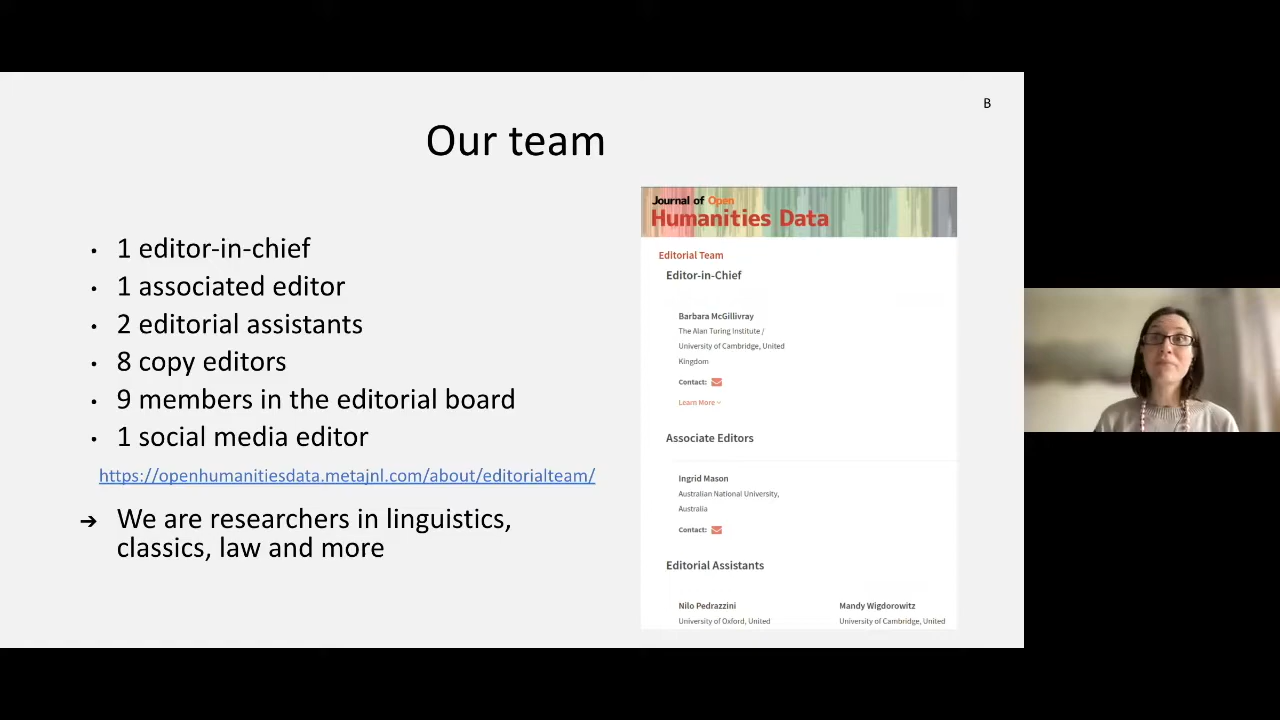 B
Our team
• 1 editor-in-chief
• 1 associated editor
• 2 editorial assistants
• 8 copy editors
• 9 members in the editorial board
• 1 social media editor
https://openhumanitiesdata.metajnl.com/about/editorialteam/
➔ We are researchers in linguistics,
classics, law and more
Journal of Open
Humanities Data
Editorial Team
Editor-in-Chief
Barbara McGillivray
The Alan Turing Institute /
University of Cambridge, United
Kingdom
Contact:
Learn More
Associate Editors
Ingrid Mason
Australian National University,
Australia
Contact:
Editorial Assistants
Nilo Pedrazzini
University of Oxford, United
Mandy Wigdorowitz
University of Cambridge, United